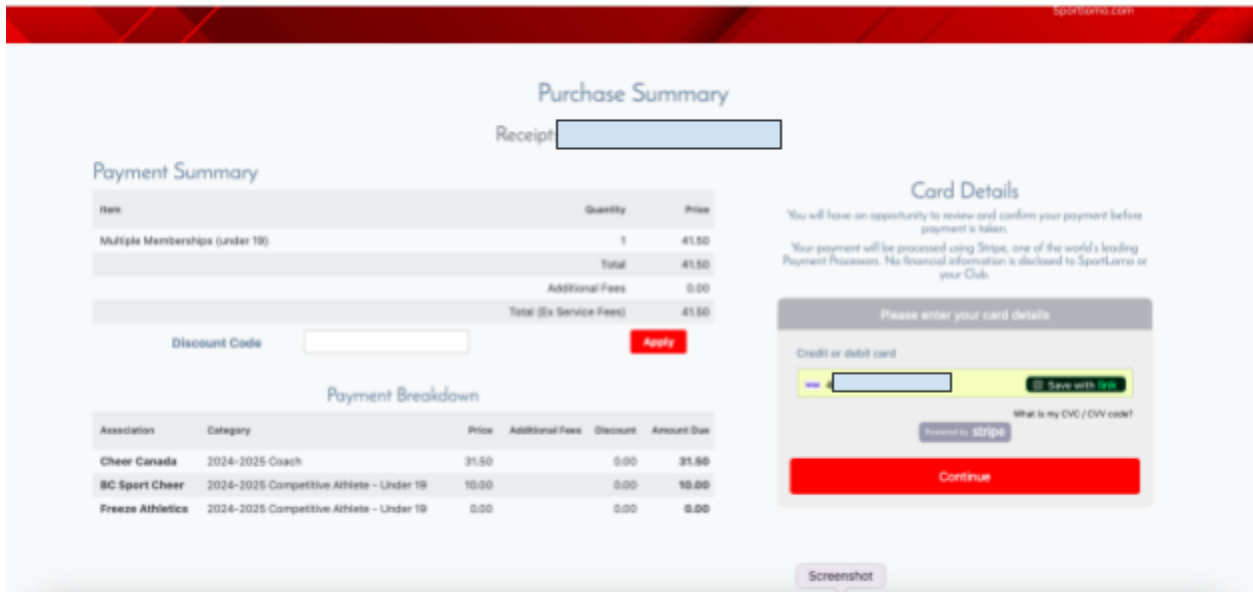 Sportlomo.com
Purchase Summary
Receipt
Payment Summary
Item Quantity Price
Multiple Memberships (under 19) 1 41.50
Total 41.50
Additional Fees 0.00
Total (Ex Service Fees) 41.50
Discount Code Apply
Payment Breakdown
Association Category Price Additional Fees Discount Amount Due
Cheer Canada 2024-2025 Coach 31.50 0.00 31.50
BC Sport Cheer 2024-2025 Competitive Athlete - Under 19 10.00 0.00 10.00
Freeze Athletics 2024-2025 Competitive Athlete - Under 19 0.00 0.00 0.00
Card Details
You will have an opportunity to review and confirm your payment before
payment is taken.
Your payment will be processed using Stripe, one of the world's leading
Payment Processors. No financial information is disclosed to SportLomo or
your Club.
Please enter your card details
Credit or debit card
VISA 4 Save with link
What is my CVC / CVV code?
Powered by stripe
Continue
Screenshot